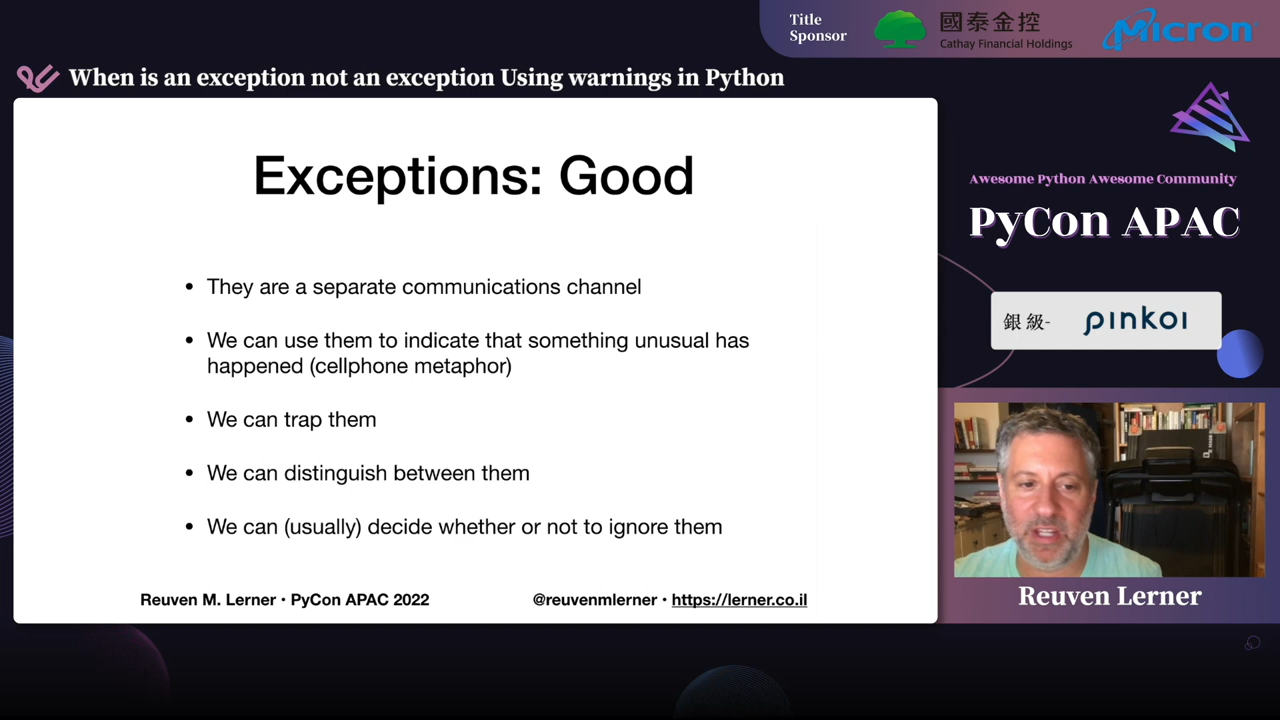 Title
Sponsor
國泰金控
Cathay Financial Holdings
Micron
When is an exception not an exception Using warnings in Python
Exceptions: Good
• They are a separate communications channel
• We can use them to indicate that something unusual has
happened (cellphone metaphor)
• We can trap them
• We can distinguish between them
• We can (usually) decide whether or not to ignore them
Reuven M. Lerner • PyCon APAC 2022
@reuvenmlerner • https://lerner.co.il
Awesome Python Awesome Community
PyCon APAC
銀級- pinkoi
Reuven Lerner